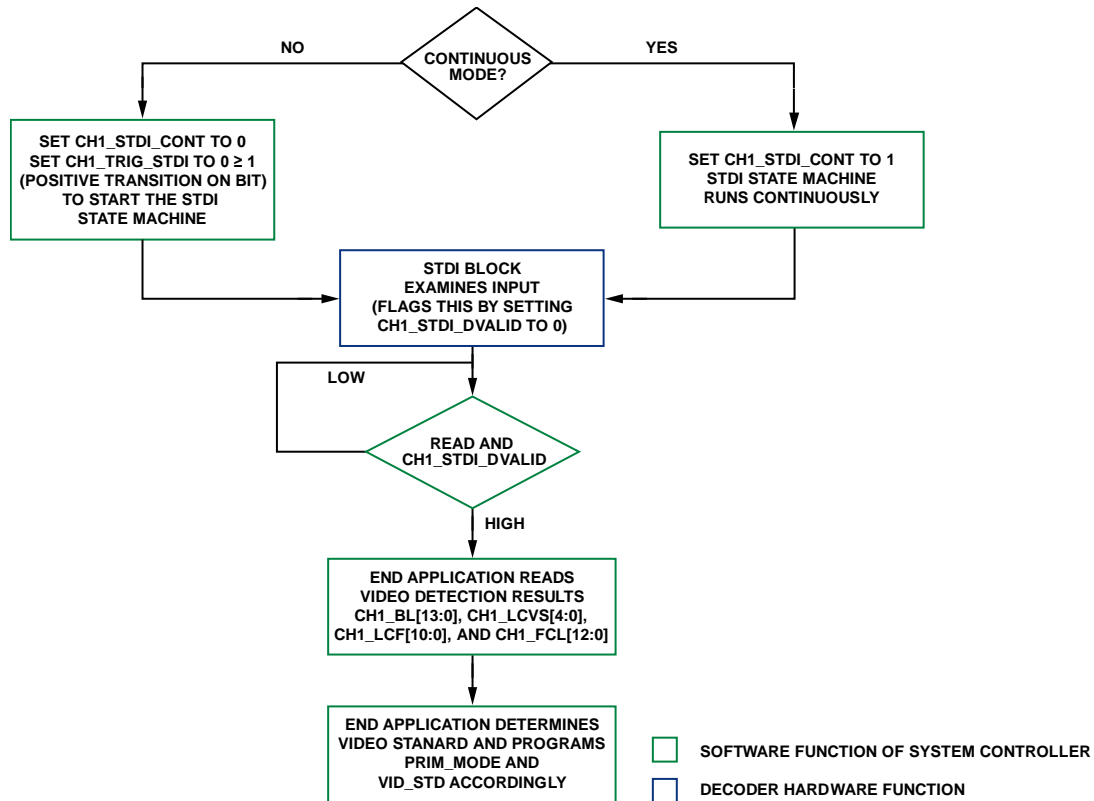 CONTINUOUS
MODE?
NO
YES
SET CH1_STDI_CONT TO 0
SET CH1_TRIG_STDI TO 0 ≥ 1
(POSITIVE TRANSITION ON BIT)
TO START THE STDI
STATE MACHINE
SET CH1_STDI_CONT TO 1
STDI STATE MACHINE
RUNS CONTINUOUSLY
STDI BLOCK
EXAMINES INPUT
(FLAGS THIS BY SETTING
CH1_STDI_DVALID TO 0)
LOW
READ AND
CH1_STDI_DVALID
HIGH
END APPLICATION READS
VIDEO DETECTION RESULTS
CH1_BL[13:0], CH1_LCVS[4:0],
CH1_LCF[10:0], AND CH1_FCL[12:0]
END APPLICATION DETERMINES
VIDEO STANARD AND PROGRAMS
PRIM_MODE AND
VID_STD ACCORDINGLY
SOFTWARE FUNCTION OF SYSTEM CONTROLLER
DECODER HARDWARE FUNCTION